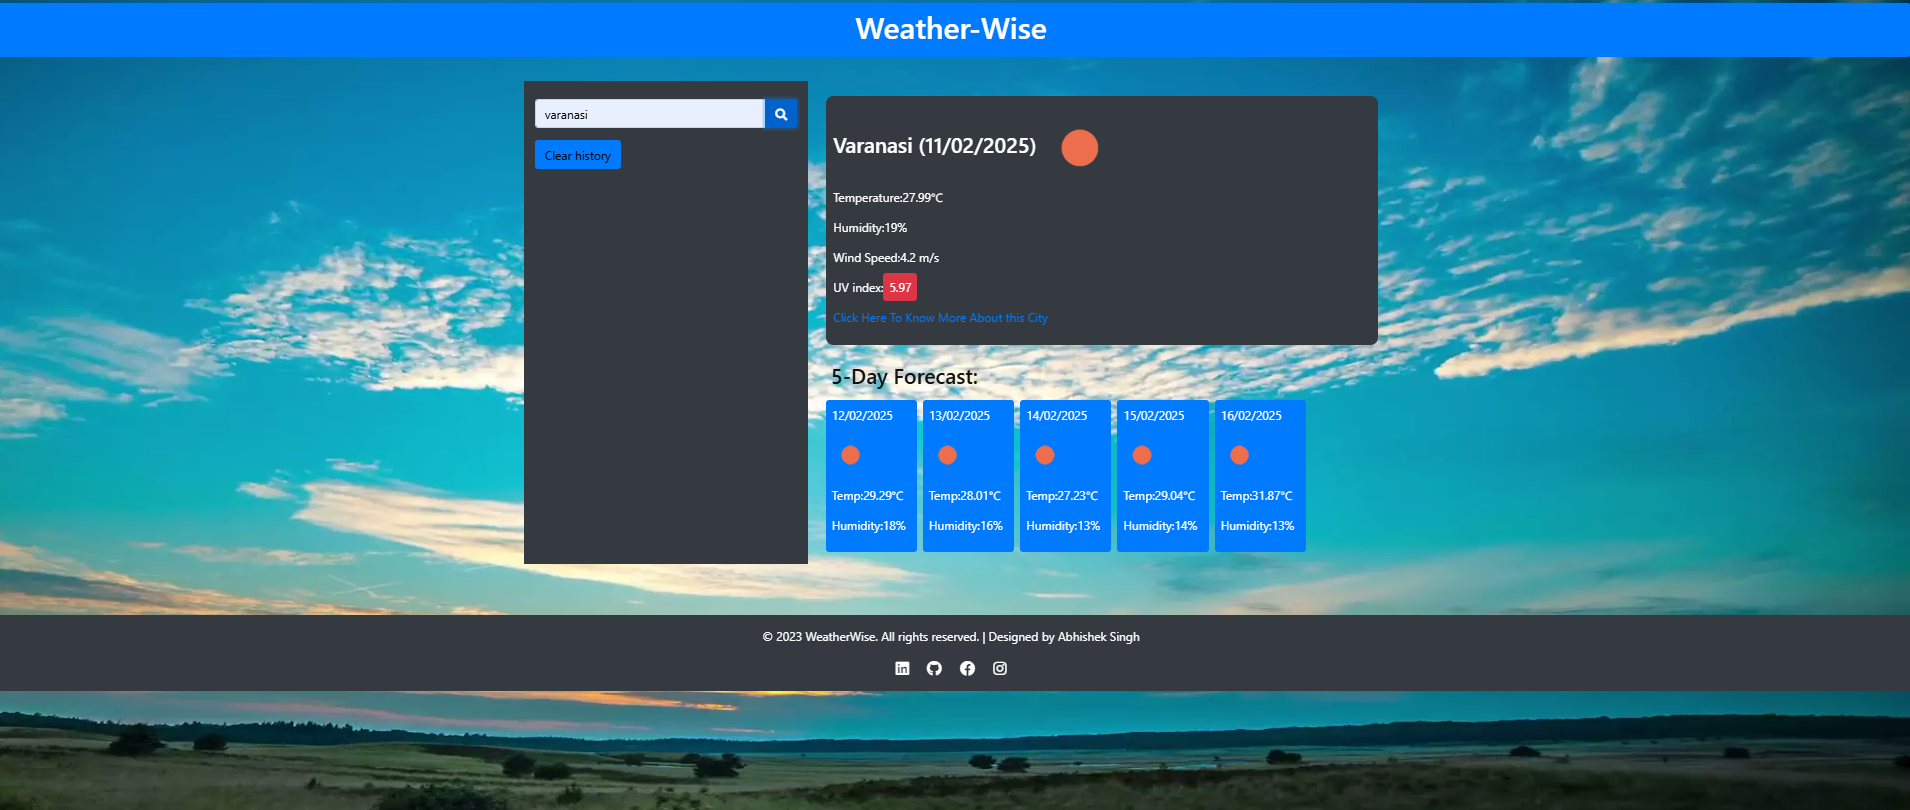 Weather-Wise
varanasi
Clear history
Varanasi (11/02/2025)
Temperature:27.99°C
Humidity:19%
Wind Speed:4.2 m/s
UV index:5.97
Click Here To Know More About this City
5-Day Forecast:
12/02/2025
Temp:29.29°C
Humidity:18%
13/02/2025
Temp:28.01°C
Humidity:16%
14/02/2025
Temp:27.23°C
Humidity:13%
15/02/2025
Temp:29.04°C
Humidity:14%
16/02/2025
Temp:31.87°C
Humidity:13%
© 2023 WeatherWise. All rights reserved. | Designed by Abhishek Singh